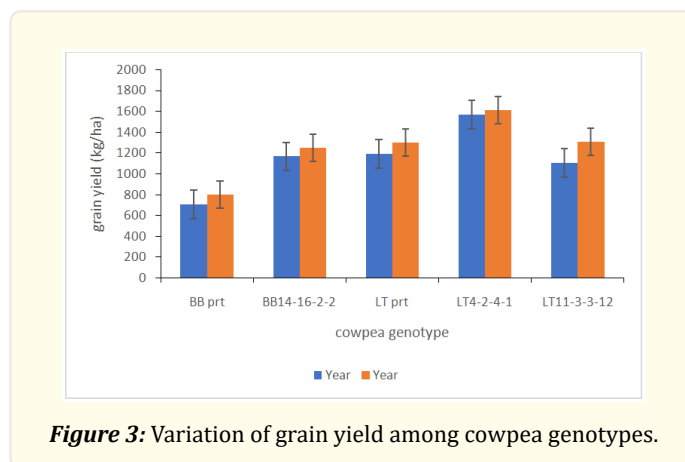 2000
1800
1600
1400
1200
1000
800
600
400
200
0
grain yield (kg/ha)
BB prt BB14-16-2-2 LT prt LT4-2-4-1 LT11-3-3-12
cowpea genotype
Year Year
Figure 3: Variation of grain yield among cowpea genotypes.